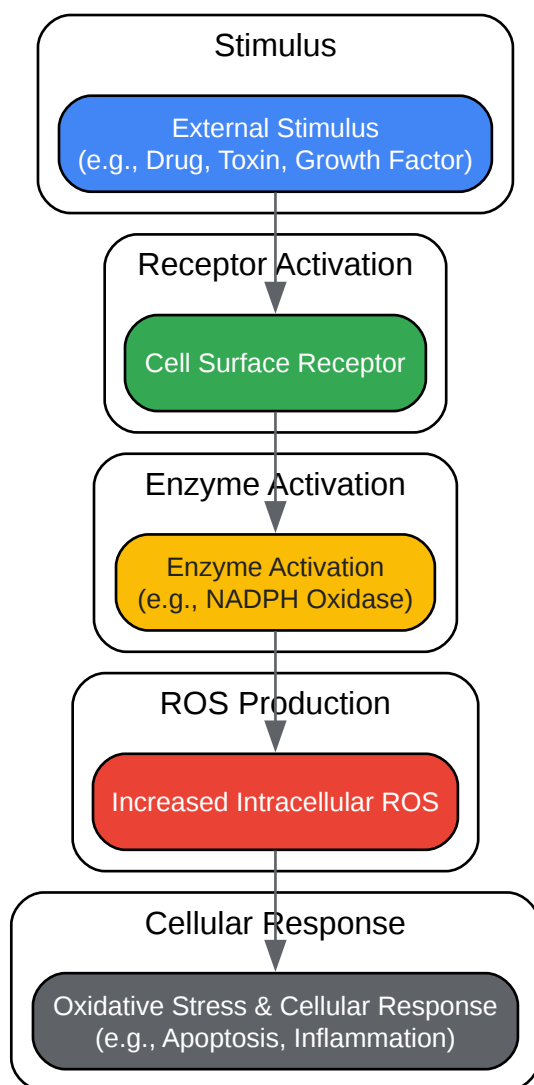 Stimulus
External Stimulus
(e.g., Drug, Toxin, Growth Factor)
Receptor Activation
Cell Surface Receptor
Enzyme Activation
Enzyme Activation
(e.g., NADPH Oxidase)
ROS Production
Increased Intracellular ROS
Cellular Response
Oxidative Stress & Cellular Response
(e.g., Apoptosis, Inflammation)